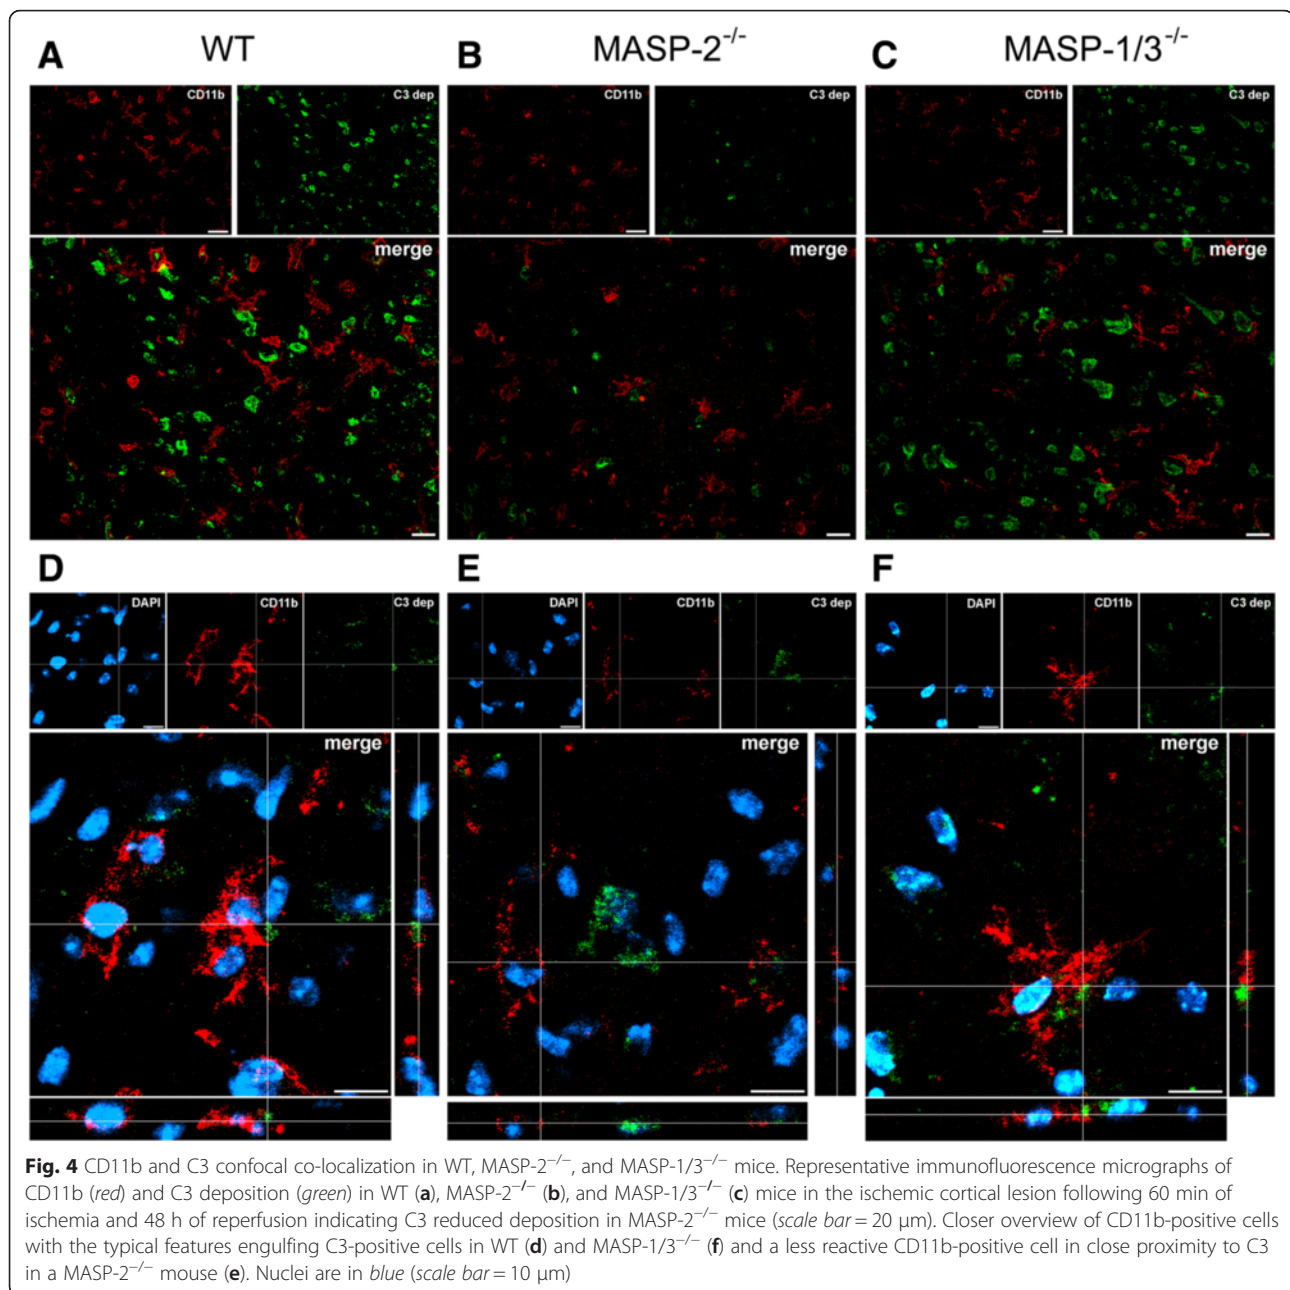 A WT
B MASP-2⁻/⁻
C MASP-1/3⁻/⁻
CD11b
C3 dep
CD11b
C3 dep
CD11b
C3 dep
merge
merge
merge
D
E
F
DAPI
CD11b
C3 dep
DAPI
CD11b
C3 dep
DAPI
CD11b
C3 dep
merge
merge
merge
Fig. 4 CD11b and C3 confocal co-localization in WT, MASP-2⁻/⁻, and MASP-1/3⁻/⁻ mice. Representative immunofluorescence micrographs of
CD11b (red) and C3 deposition (green) in WT (a), MASP-2⁻/⁻ (b), and MASP-1/3⁻/⁻ (c) mice in the ischemic cortical lesion following 60 min of
ischemia and 48 h of reperfusion indicating C3 reduced deposition in MASP-2⁻/⁻ mice (scale bar = 20 μm). Closer overview of CD11b-positive cells
with the typical features engulfing C3-positive cells in WT (d) and MASP-1/3⁻/⁻ (f) and a less reactive CD11b-positive cell in close proximity to C3
in a MASP-2⁻/⁻ mouse (e). Nuclei are in blue (scale bar = 10 μm)